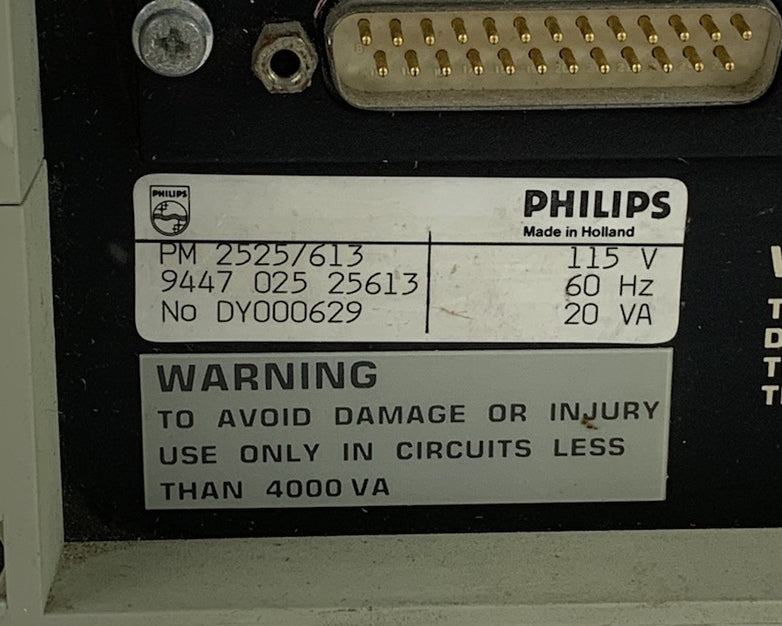 PHILIPS
PHILIPS
Made in Holland
PM 2525/613
115 V
9447 025 25613
60 Hz
No DY000629
20 VA
WARNING
TO AVOID DAMAGE OR INJURY
USE ONLY IN CIRCUITS LESS
THAN 4000 VA